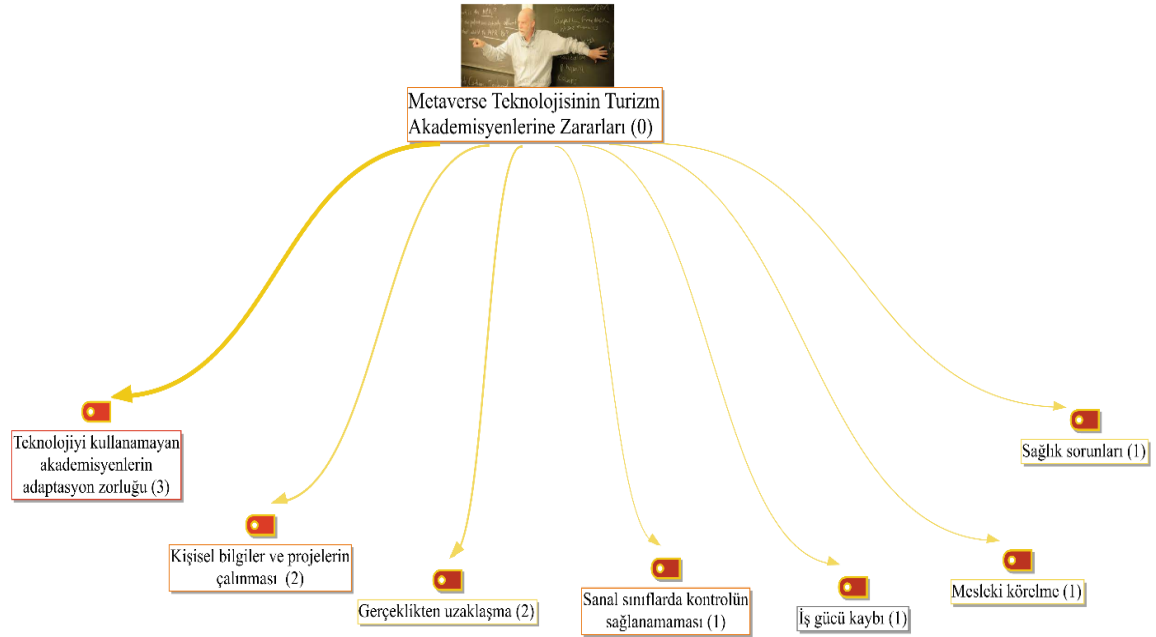 Metaverse Teknolojisinin Turizm
Akademisyenlerine Zararları (0)
Teknolojiyi kullanamayan
akademisyenlerin
adaptasyon zorluğu (3)
Kişisel bilgiler ve projelerin
çalınması (2)
Gerçeklikten uzaklaşma (2)
Sanal sınıflarda kontrolün
sağlanamaması (1)
İş gücü kaybı (1)
Mesleki körelme (1)
Sağlık sorunları (1)